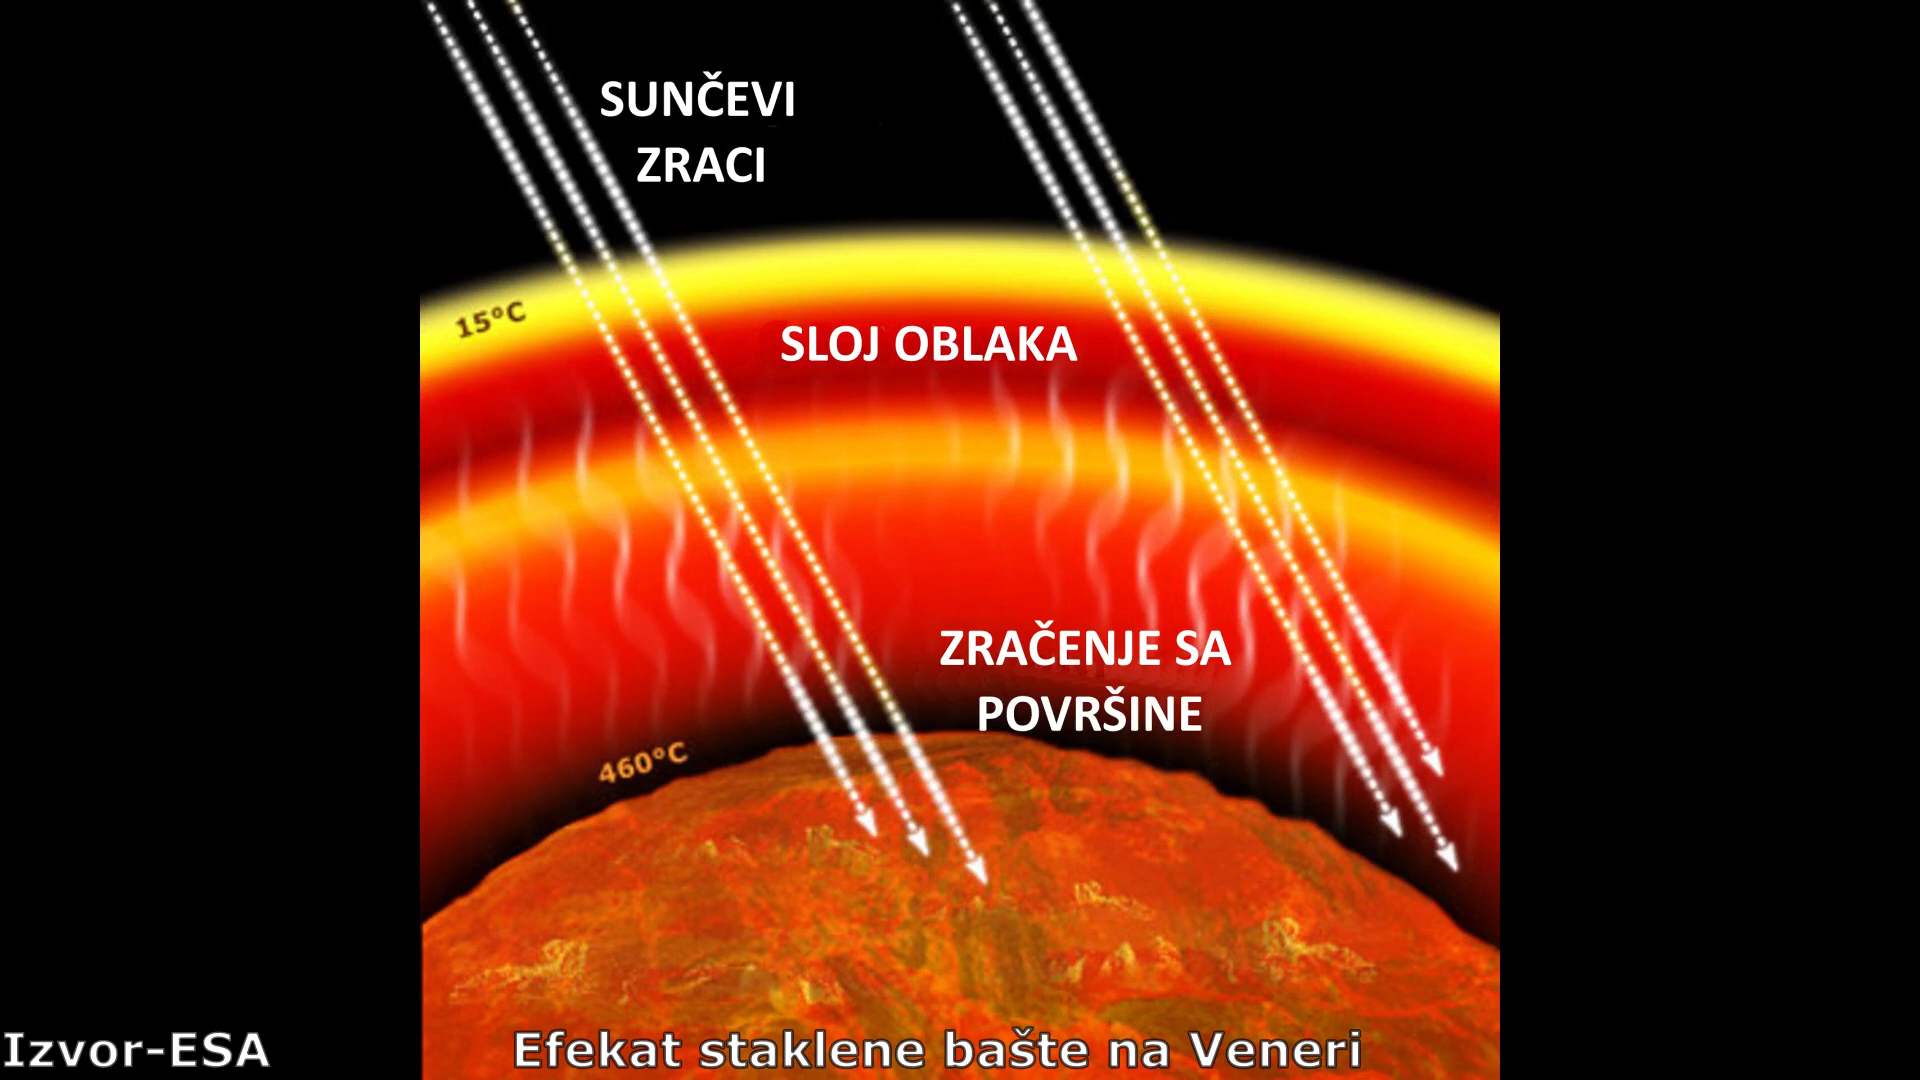 SUNČEVI
ZRACI
15°C
SLOJ OBLAKA
ZRAČENJE SA
POVRŠINE
460°C
Izvor-ESA
Efekat staklene bašte na Veneri